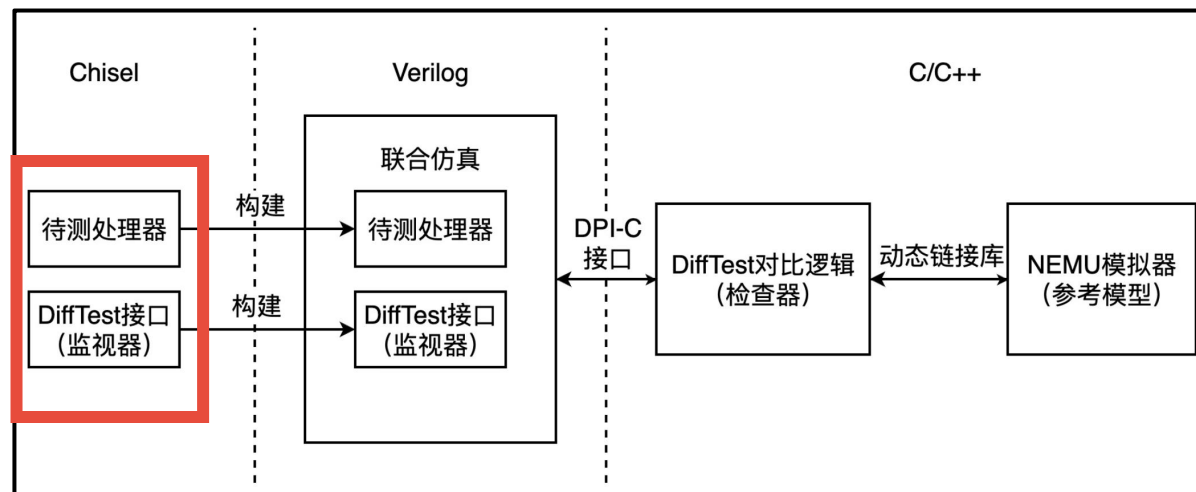 Chisel
Verilog
C/C++
联合仿真
待测处理器
构建
待测处理器
DPI-C
接口
DiffTest对比逻辑
（检查器）
动态链接库
NEMU模拟器
（参考模型）
DiffTest接口
（监视器）
构建
DiffTest接口
（监视器）